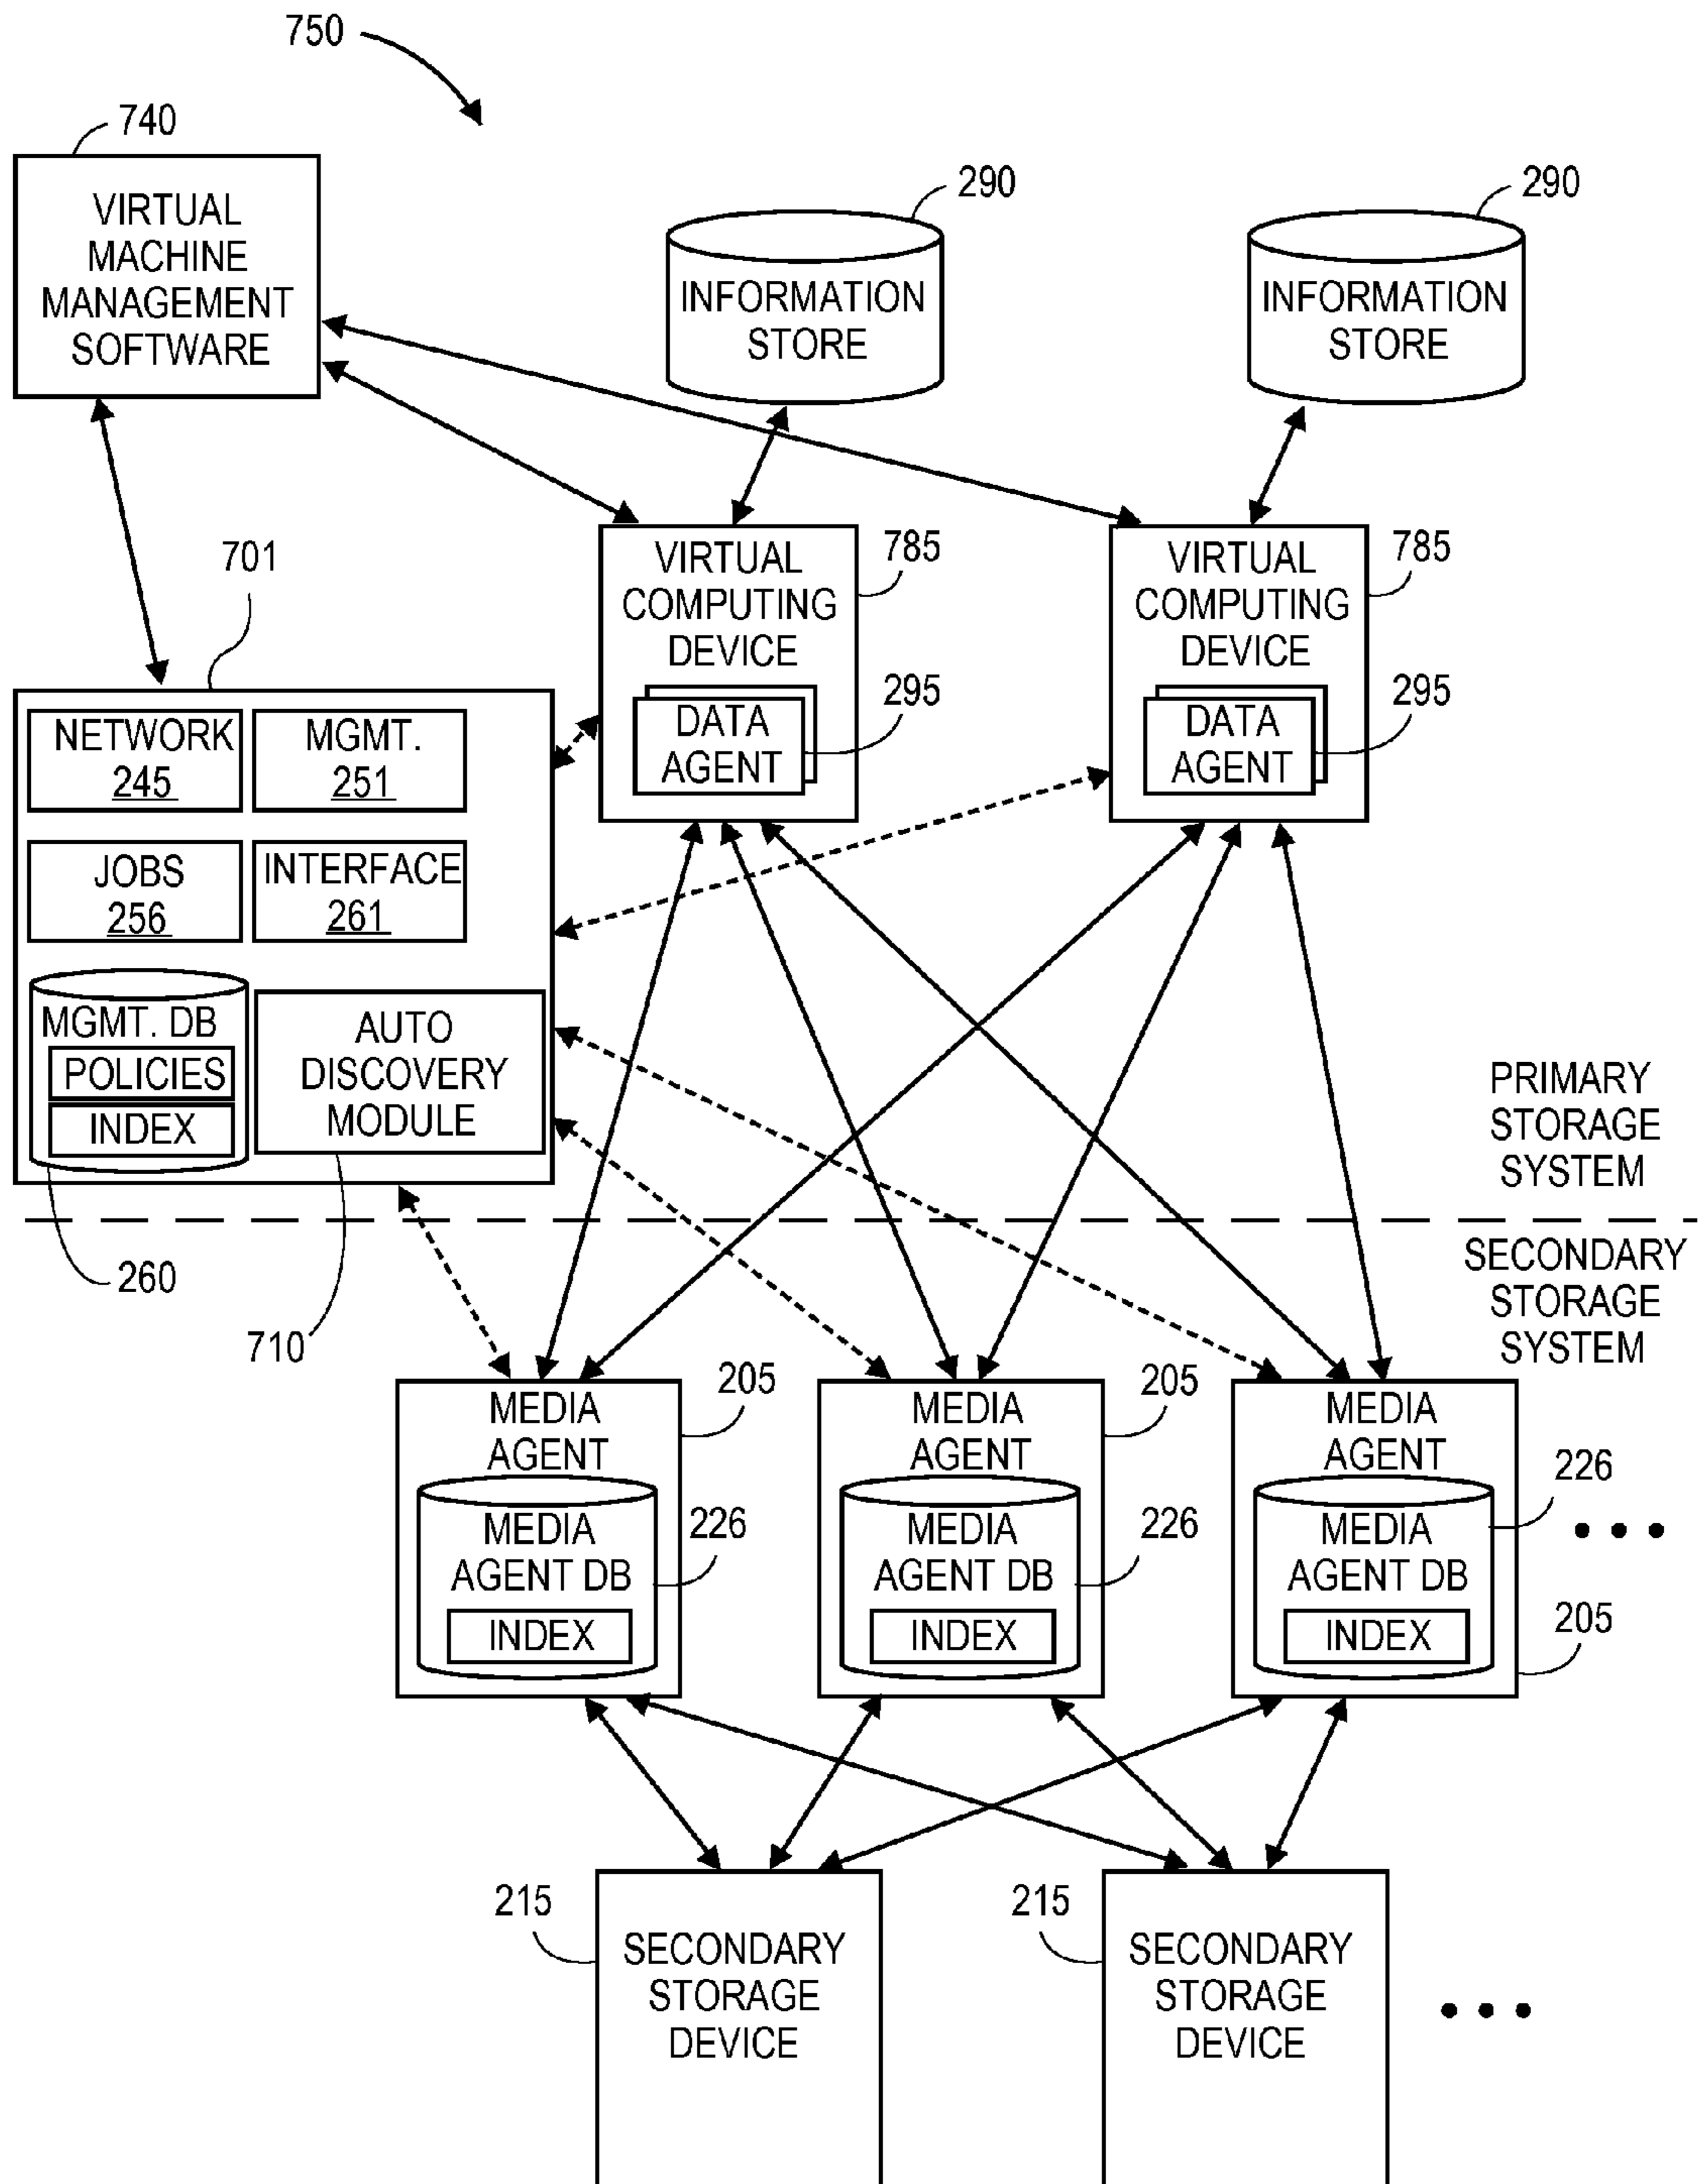 750
740
VIRTUAL
MACHINE
MANAGEMENT
SOFTWARE
290
INFORMATION
STORE
290
INFORMATION
STORE
701
NETWORK
245
MGMT.
251
JOBS
256
INTERFACE
261
MGMT. DB
POLICIES
INDEX
AUTO
DISCOVERY
MODULE
260
710
VIRTUAL
COMPUTING
DEVICE
785
DATA
AGENT
295
VIRTUAL
COMPUTING
DEVICE
785
DATA
AGENT
295
PRIMARY
STORAGE
SYSTEM
SECONDARY
STORAGE
SYSTEM
MEDIA
AGENT
205
MEDIA
AGENT DB
226
INDEX
MEDIA
AGENT
205
MEDIA
AGENT DB
226
INDEX
MEDIA
AGENT
226
MEDIA
AGENT DB
INDEX
205
215
SECONDARY
STORAGE
DEVICE
215
SECONDARY
STORAGE
DEVICE